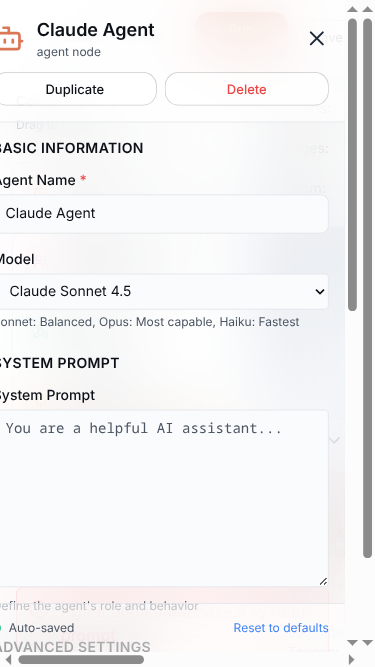 Claude Agent
agent node
Duplicate
Delete
BASIC INFORMATION
Agent Name *
Claude Agent
Model
Claude Sonnet 4.5
onnet: Balanced, Opus: Most capable, Haiku: Fastest
SYSTEM PROMPT
System Prompt
You are a helpful AI assistant...
efine the agent's role and behavior
Auto-saved
Reset to defaults
ADVANCED SETTINGS